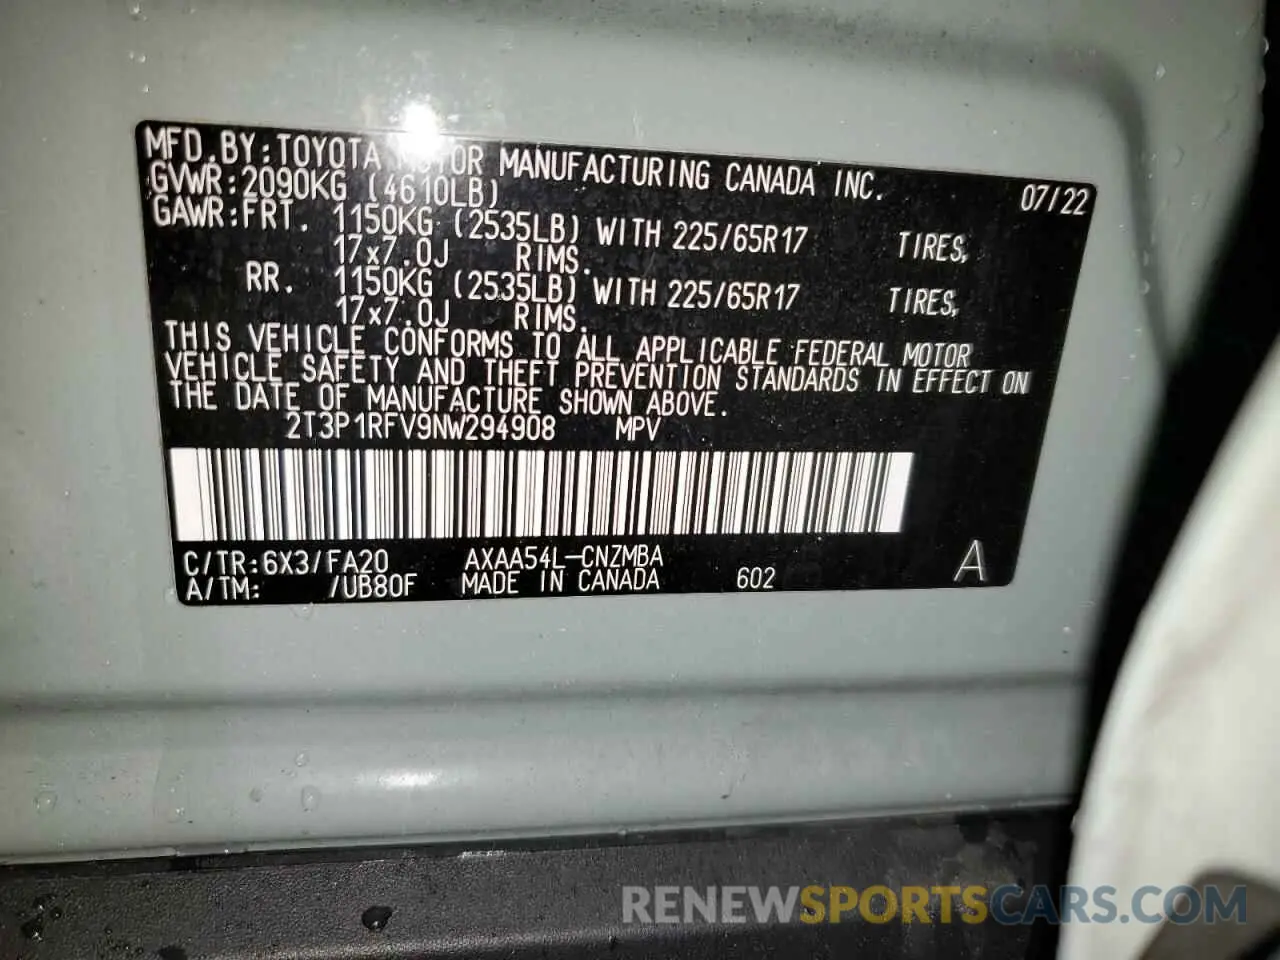 MFD.BY:TOYOTA MOTOR MANUFACTURING CANADA INC. 07/22
GVWR:2090KG (4610LB)
GAWR:FRT. 1150KG (2535LB) WITH 225/65R17 TIRES,
17x7.0J RIMS.
RR. 1150KG (2535LB) WITH 225/65R17 TIRES,
17x7.0J RIMS.
THIS VEHICLE CONFORMS TO ALL APPLICABLE FEDERAL MOTOR
VEHICLE SAFETY AND THEFT PREVENTION STANDARDS IN EFFECT ON
THE DATE OF MANUFACTURE SHOWN ABOVE.
2T3P1RFV9NW294908 MPV
C/TR:6X3/FA20 AXAA54L-CNZMBA
A/TM: /UB80F MADE IN CANADA 602 A
RENEWSPORTSCARS.COM